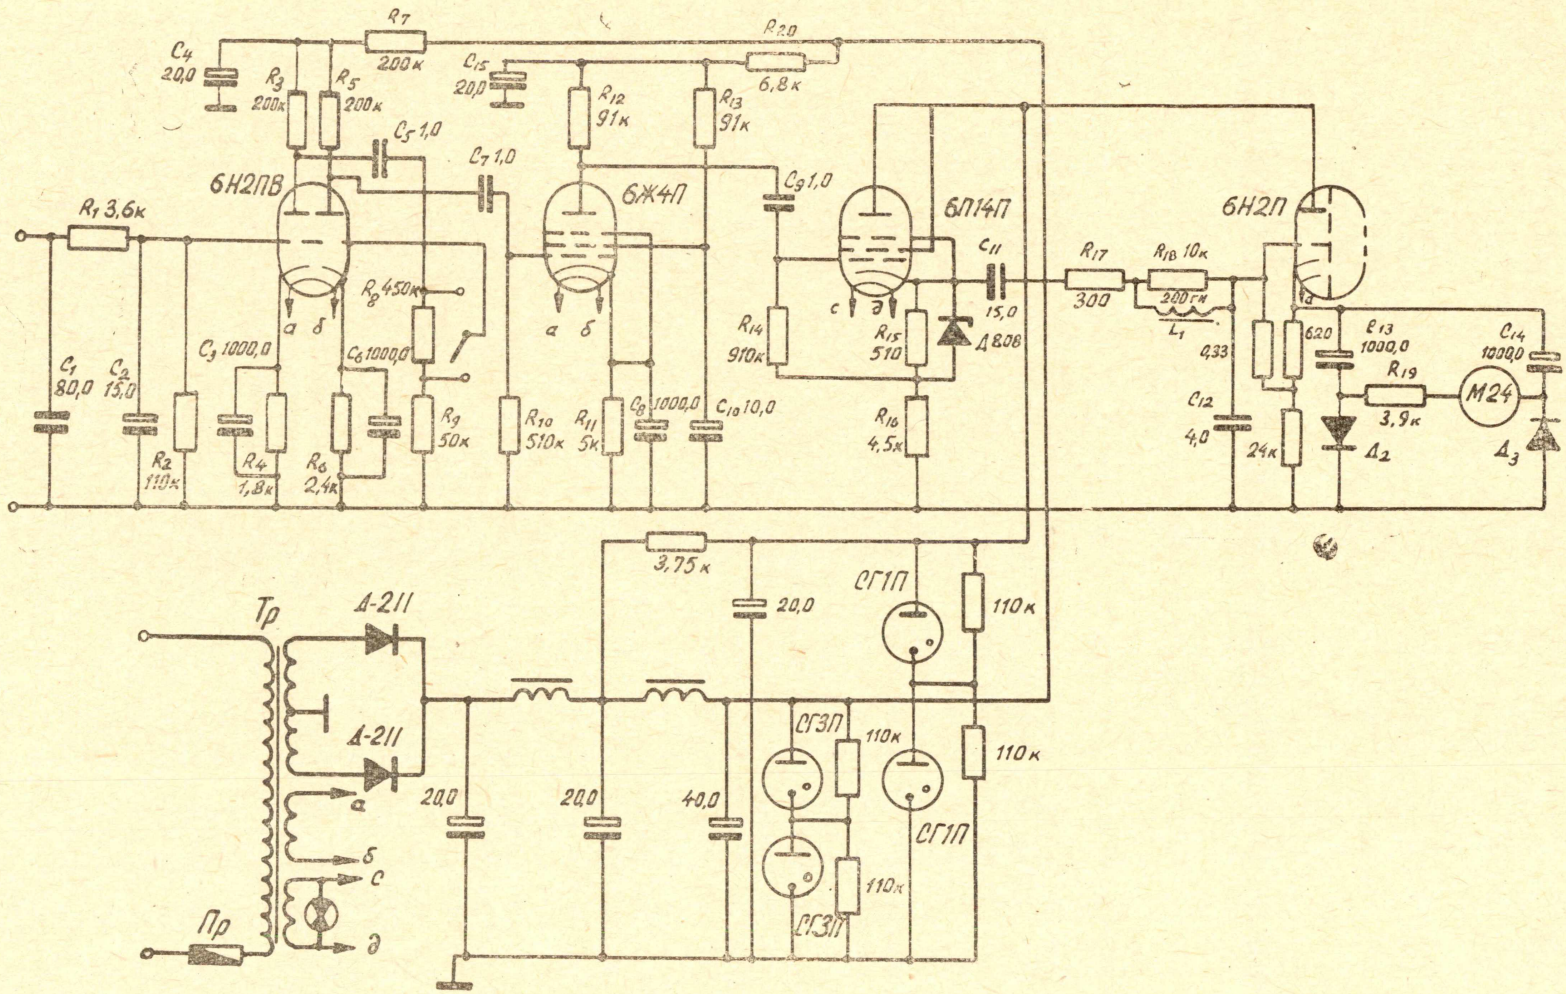 R7
200к
C4
20,0
R3
200к
R5
200к
C15
20,0
R20
6,8к
R12
91к
R13
91к
C5 1,0
C7 1,0
6Н2ПВ
6Ж4П
C9 1,0
6П14П
6Н2П
R1 3,6к
а
б
R8 450к
а
б
с
д
C11
15,0
R17
300
R18 10к
200гн
L1
а
C1
80,0
C2
15,0
R2
110к
C3 1000,0
R4
1,8к
C6 1000,0
R6
2,4к
R9
50к
R10
510к
R11
5к
C8 1000,0
C10 10,0
R14
910к
R15
510
Д808
R16
4,5к
C12
4,0
0,33
620
24к
C13
1000,0
C14
1000,0
R19
3,9к
М24
Д2
Д3
3,75к
20,0
СГ1П
110к
Тр
Д-211
Д-211
20,0
20,0
40,0
СГ3П
110к
110к
СГ1П
СГ3П
110к
а
б
с
д
Пр